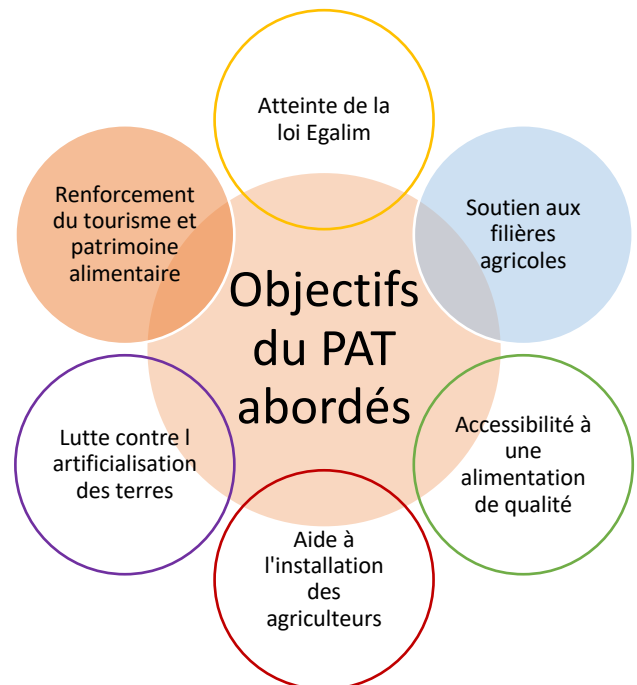 Atteinte de la
loi Egalim
Renforcement
du tourisme et
patrimoine
alimentaire
Soutien aux
filières
agricoles
Objectifs
du PAT
abordés
Lutte contre l
artificialisation
des terres
Accessibilité à
une
alimentation
de qualité
Aide à
l'installation
des
agriculteurs